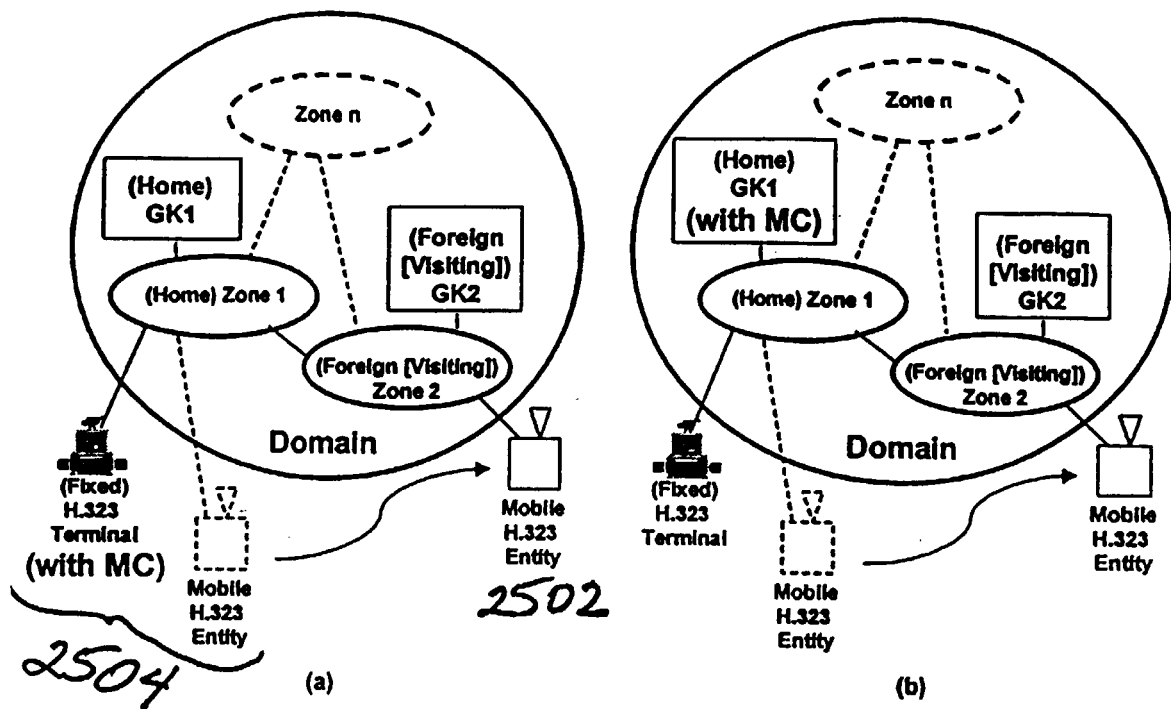 Zone n
(Home)
GK1
(Foreign
[Visiting])
GK2
(Home) Zone 1
(Foreign [Visiting])
Zone 2
Domain
(Fixed)
H.323
Terminal
(with MC)
Mobile
H.323
Entity
Mobile
H.323
Entity
2502
2504
(a)
Zone n
(Home)
GK1
(with MC)
(Foreign
[Visiting])
GK2
(Home) Zone 1
(Foreign [Visiting])
Zone 2
Domain
(Fixed)
H.323
Terminal
Mobile
H.323
Entity
Mobile
H.323
Entity
(b)